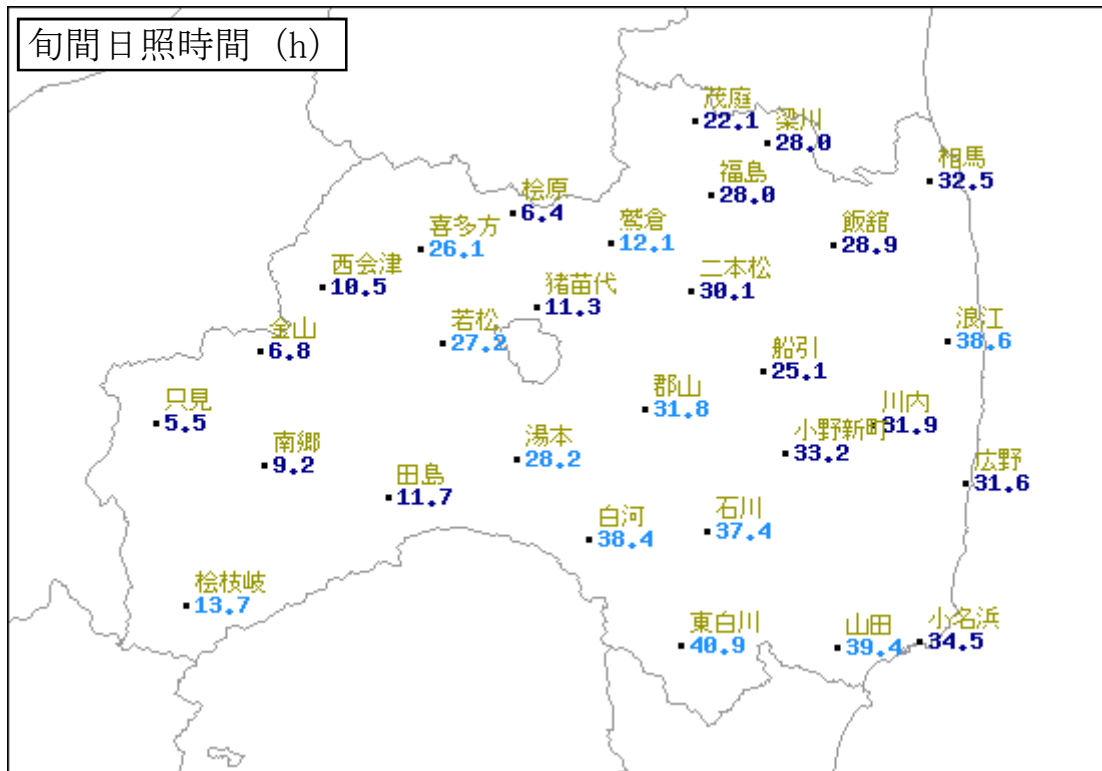 旬間日照時間 (h)
茂庭
22.1
梁川
28.0
相馬
32.5
福島
28.0
桧原
6.4
鷲倉
12.1
喜多方
26.1
飯舘
28.9
西会津
10.5
二本松
30.1
猪苗代
11.3
若松
27.2
金山
6.8
浪江
38.6
船引
25.1
郡山
31.8
只見
5.5
川内
31.9
小野新町
33.2
南郷
9.2
湯本
28.2
広野
31.6
田島
11.7
白河
38.4
石川
37.4
桧枝岐
13.7
東白川
40.9
山田
39.4
小名浜
34.5